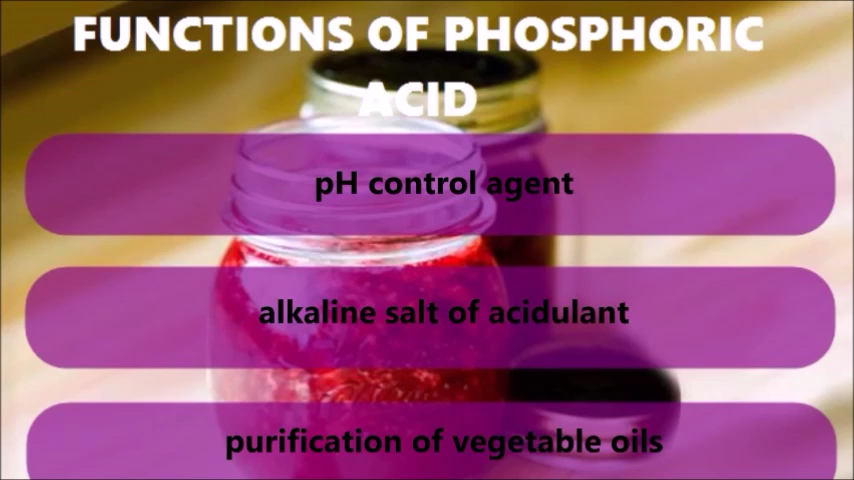 FUNCTIONS OF PHOSPHORIC
ACID
pH control agent
alkaline salt of acidulant
purification of vegetable oils